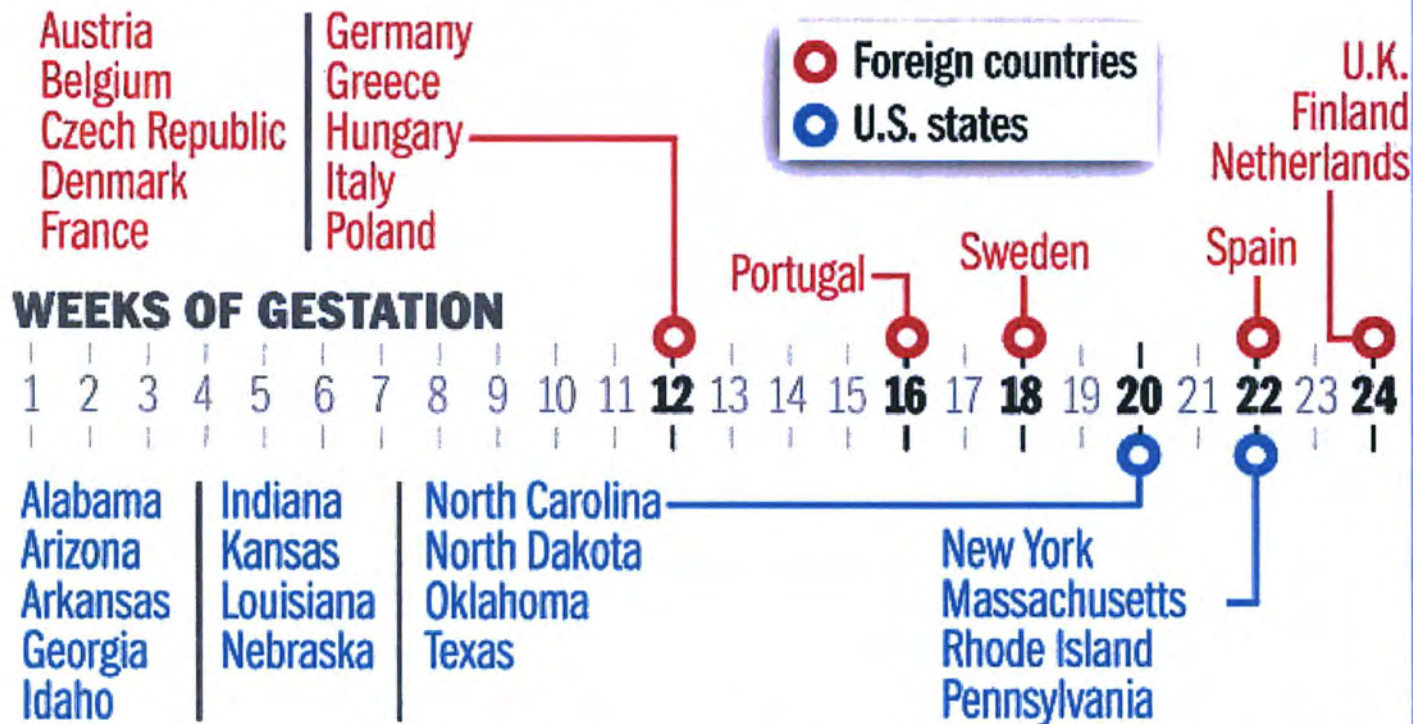 Austria
Belgium
Czech Republic
Denmark
France
Germany
Greece
Hungary
Italy
Poland
Foreign countries
U.S. states
U.K.
Finland
Netherlands
Portugal
Sweden
Spain
WEEKS OF GESTATION
1 2 3 4 5 6 7 8 9 10 11 12 13 14 15 16 17 18 19 20 21 22 23 24
Alabama
Arizona
Arkansas
Georgia
Idaho
Indiana
Kansas
Louisiana
Nebraska
North Carolina
North Dakota
Oklahoma
Texas
New York
Massachusetts
Rhode Island
Pennsylvania